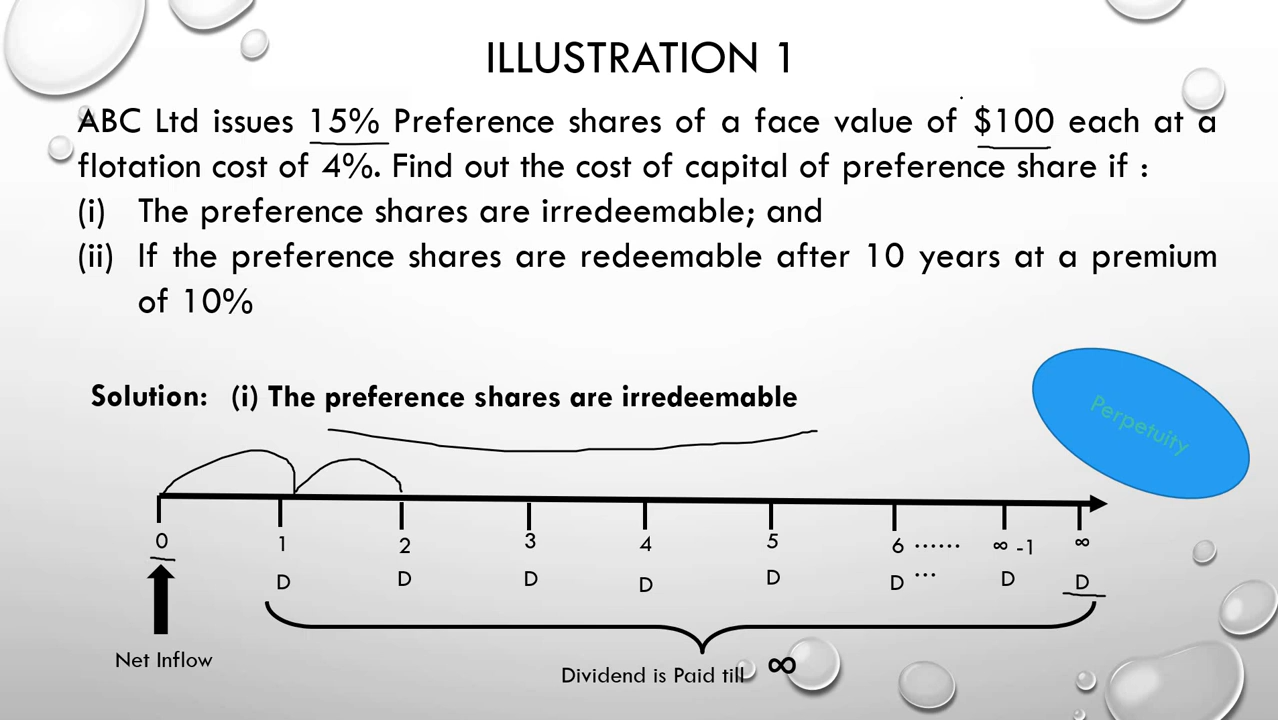 ILLUSTRATION 1
ABC Ltd issues 15% Preference shares of a face value of $100 each at a
flotation cost of 4%. Find out the cost of capital of preference share if :
(i) The preference shares are irredeemable; and
(ii) If the preference shares are redeemable after 10 years at a premium
of 10%
Solution: (i) The preference shares are irredeemable
Perpetuity
0 1 2 3 4 5 6 ...... ∞ -1 ∞
D D D D D D ... D D
Net Inflow
Dividend is Paid till ∞